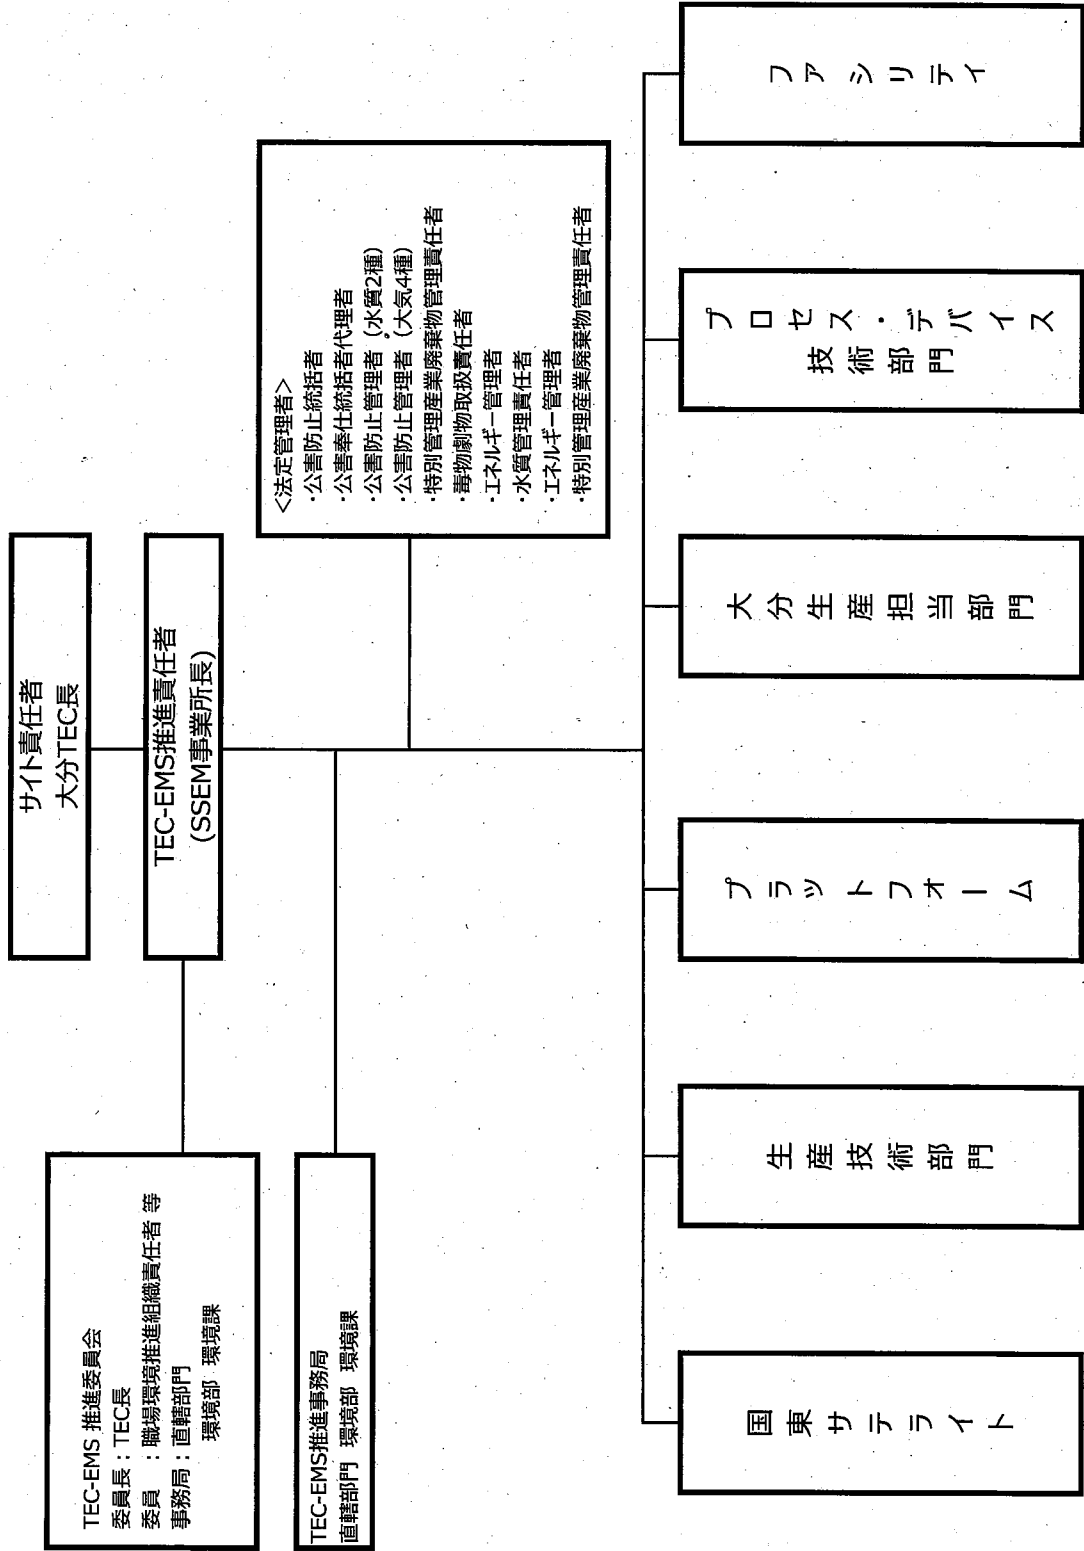 サイト責任者
大分TEC長
TEC-EMS推進責任者
(SSEM事業所長)
TEC-EMS 推進委員会
委員長：TEC長
委員　：職場環境推進組織責任者 等
事務局：直轄部門
環境部 環境課
TEC-EMS推進事務局
直轄部門 環境部 環境課
<法定管理者>
・公害防止統括者
・公害奉仕統括者代理者
・公害防止管理者（水質2種）
・公害防止管理者（大気4種）
・特別管理産業廃棄物管理責任者
・毒物劇物取扱責任者
・エネルギー管理者
・水質管理責任者
・エネルギー管理者
・特別管理産業廃棄物管理責任者
国東サテライト
生産技術部門
プラットフォーム
大分生産担当部門
プロセス・デバイス
技術部門
ファシリティ